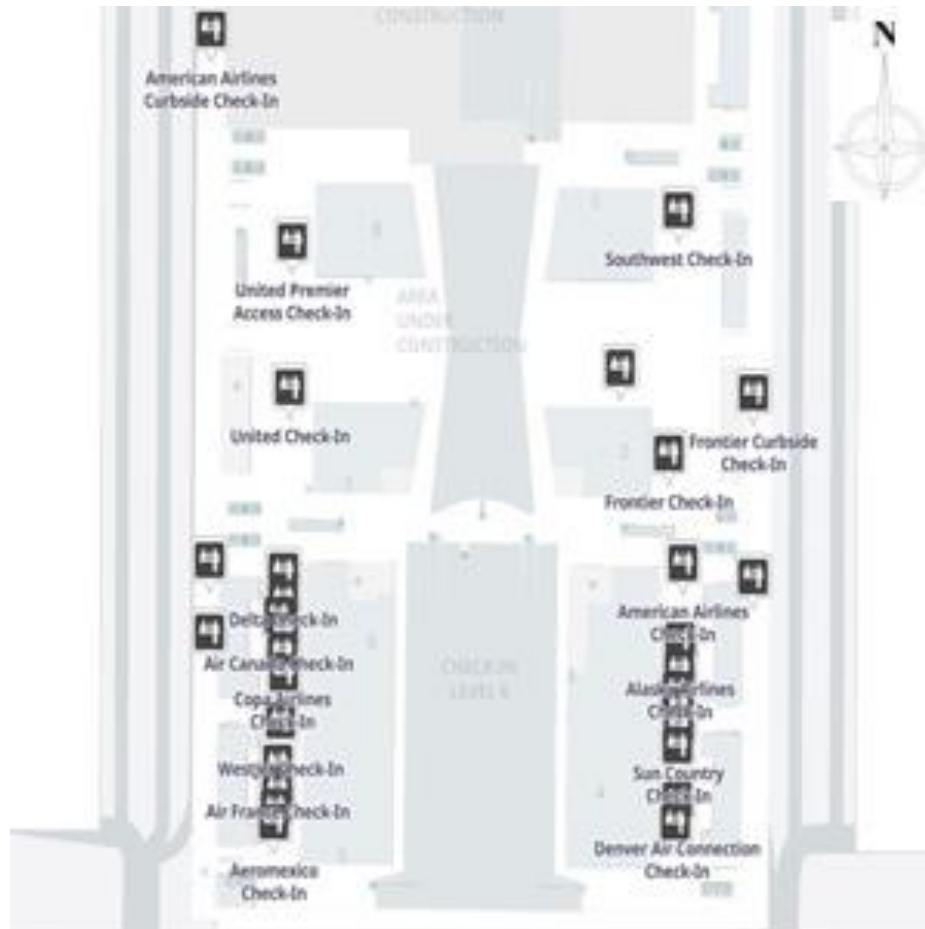 CONSTRUCTION
N
American Airlines
Curbside Check-In
Southwest Check-In
United Premier
Access Check-In
AREA
UNDER
CONSTRUCTION
United Check-In
Frontier Curbside
Check-In
Frontier Check-In
Delta Check-In
American Airlines
Check-In
Air Canada Check-In
CHECK-IN
LEVEL 6
Copa Airlines
Check-In
Alaska Airlines
Check-In
Westjet Check-In
Sun Country
Check-In
Air France Check-In
Denver Air Connection
Check-In
Aeromexico
Check-In